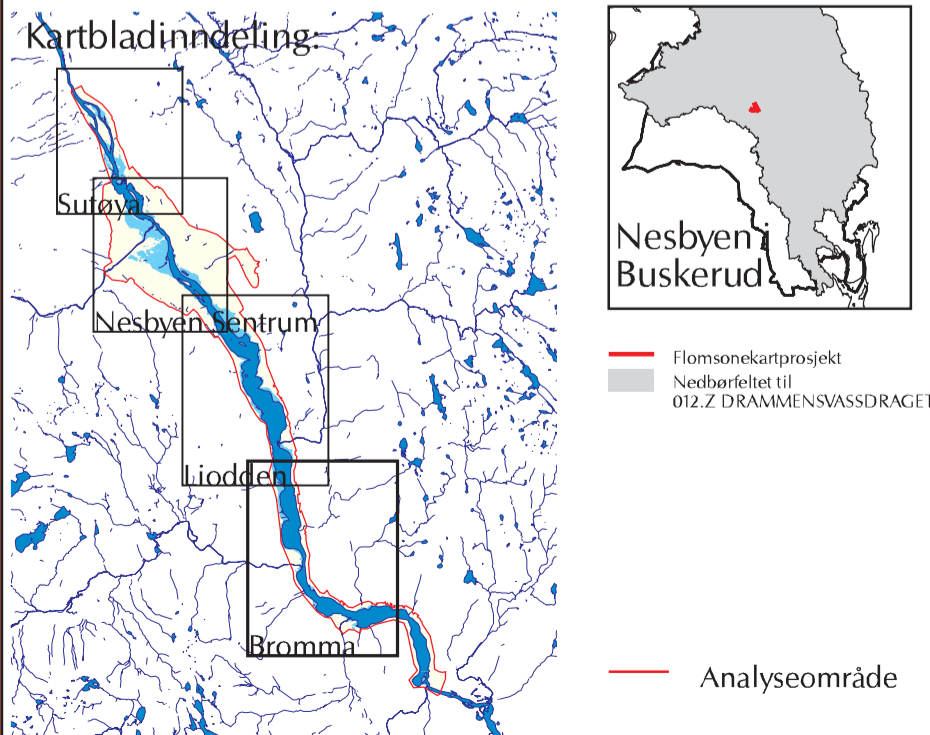 Kartbladinndeling:
Sutøya
Nesbyen Sentrum
Liodden
Bromma
Nesbyen i
Buskerud
Flomsonekartprosjekt
Nedbørfeltet til
012.Z DRAMMENSVASSDRAGET
Analyseområde